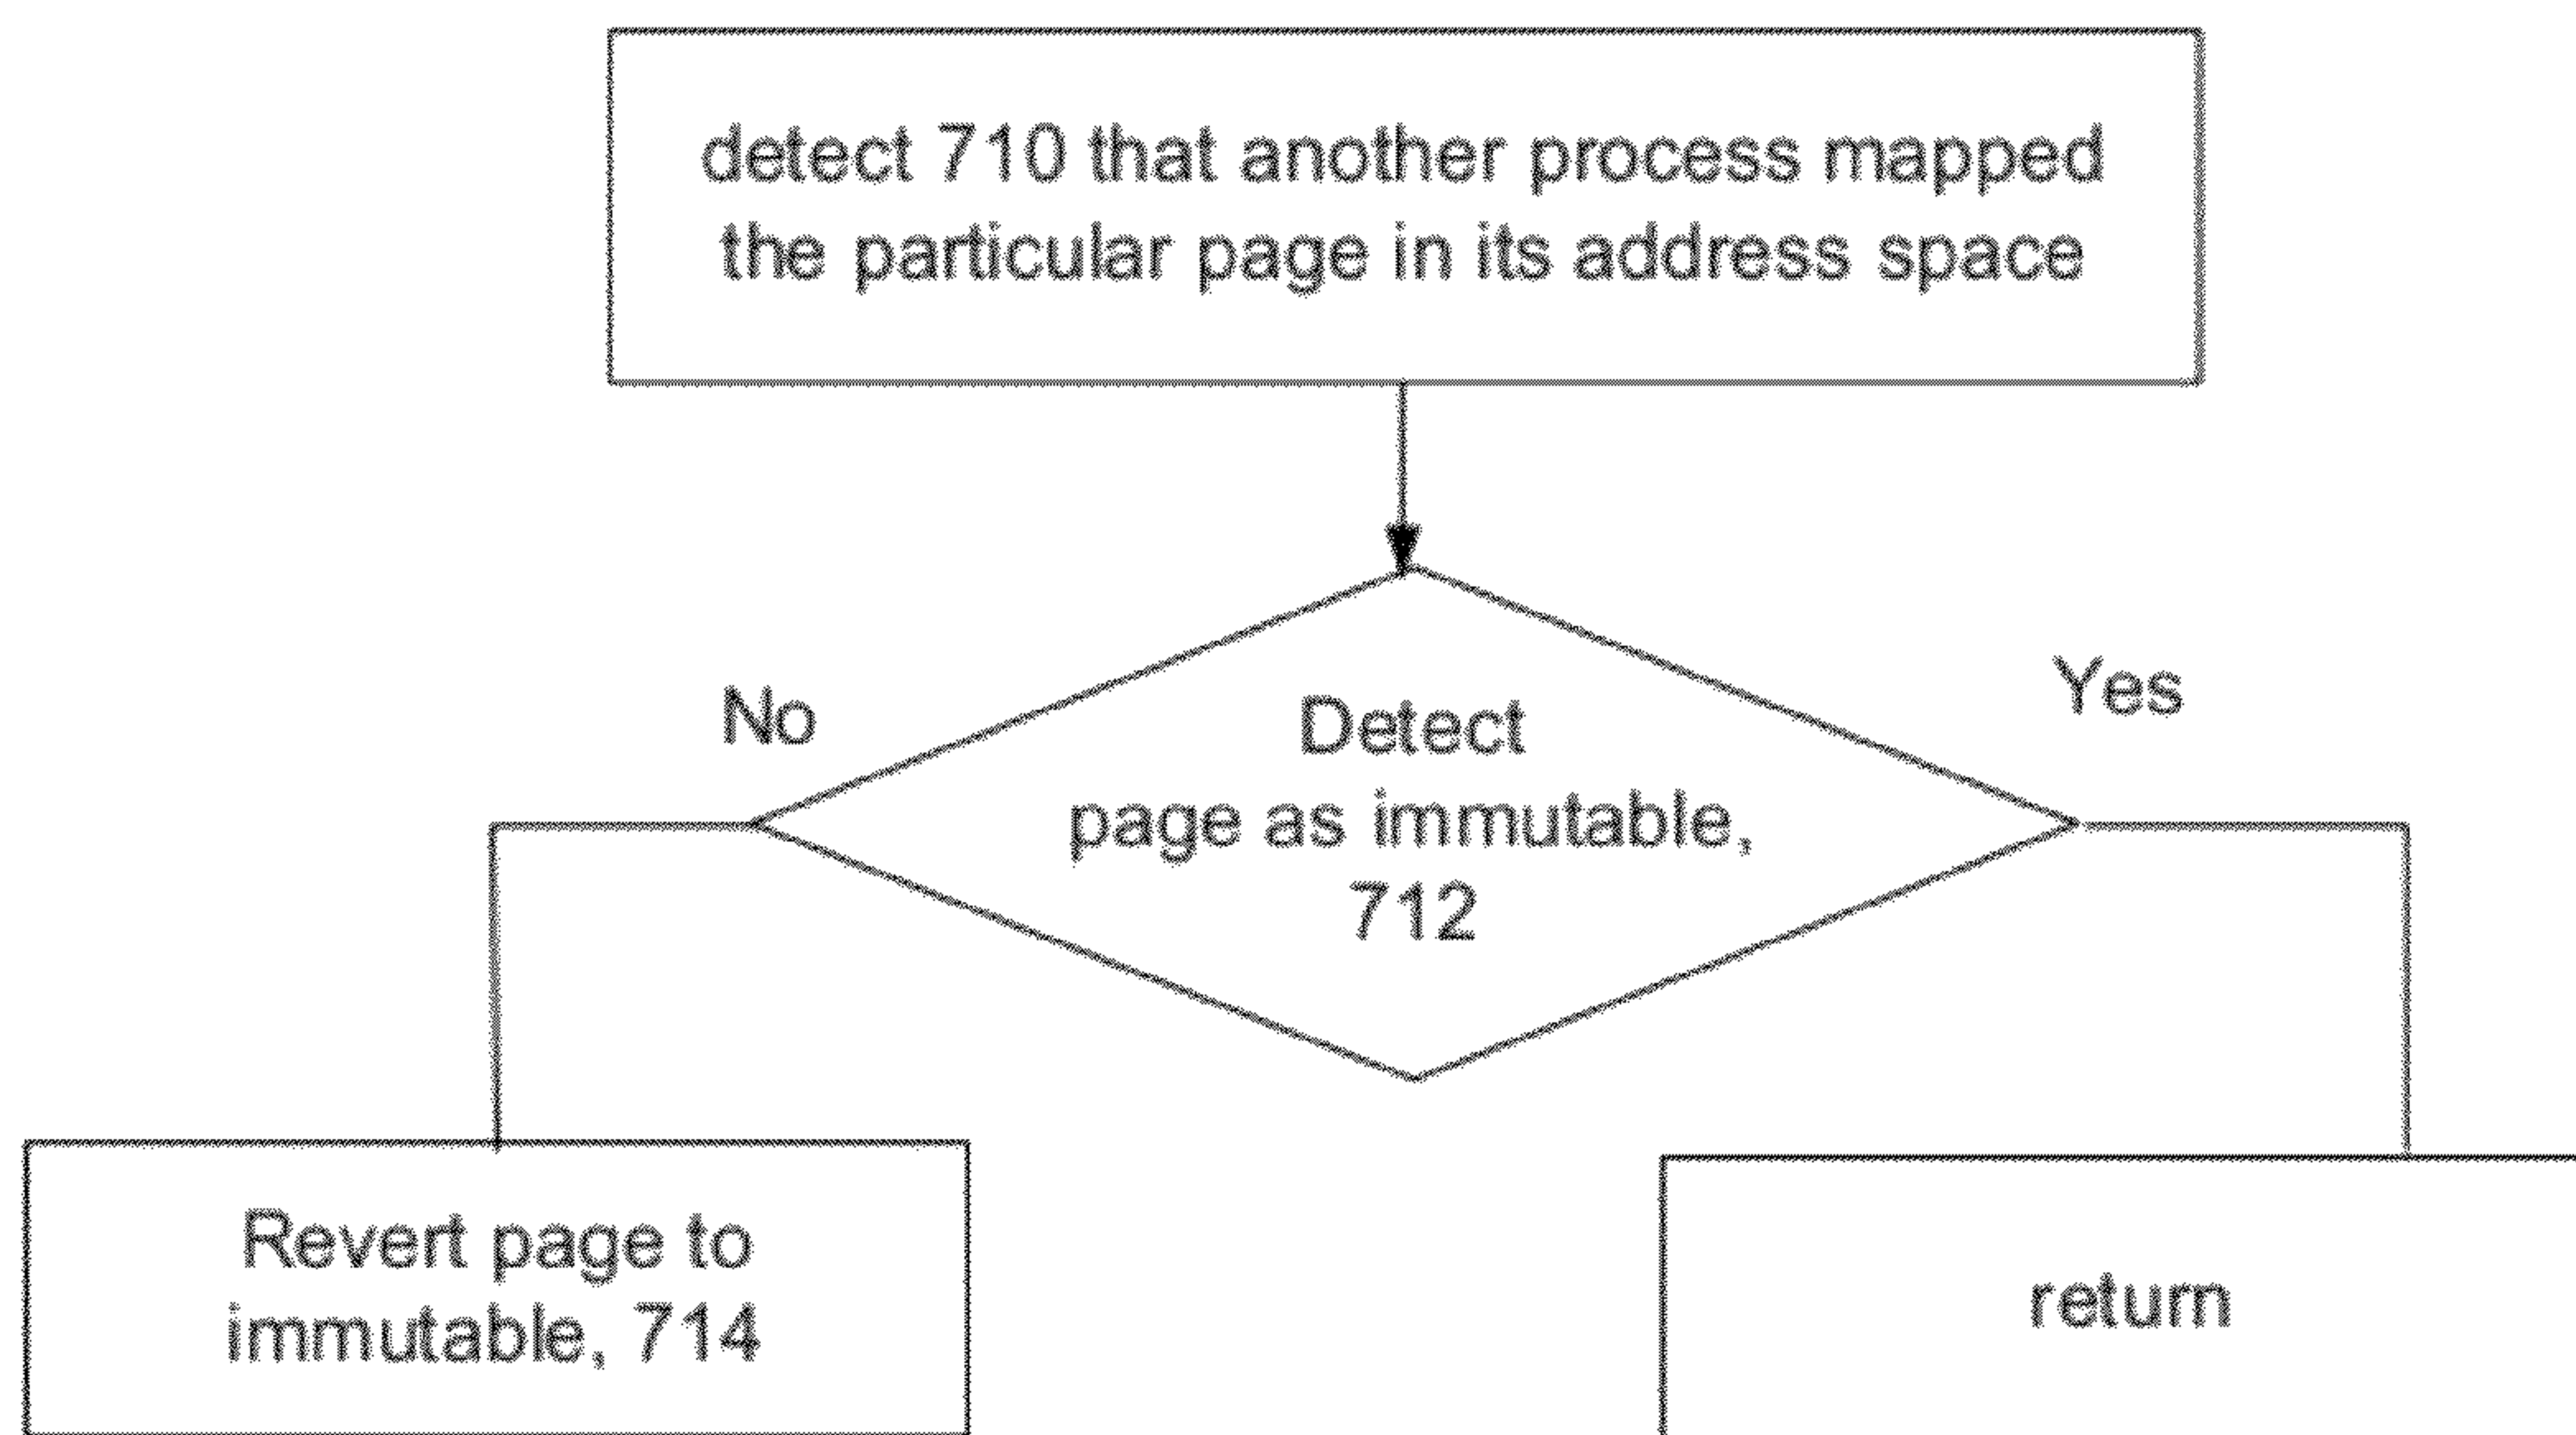 detect 710 that another process mapped
the particular page in its address space
No
Yes
Detect
page as immutable,
712
Revert page to
immutable, 714
return